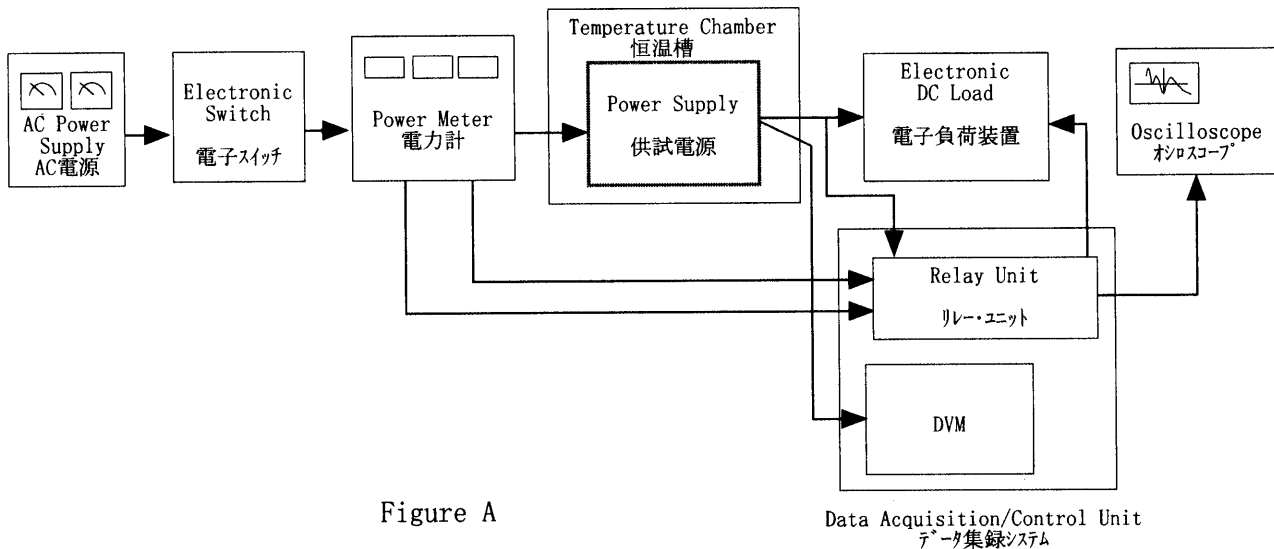 AC Power
Supply
AC電源
Electronic
Switch
電子スイッチ
Power Meter
電力計
Temperature Chamber
恒温槽
Power Supply
供試電源
Electronic
DC Load
電子負荷装置
Oscilloscope
オシロスコープ
Relay Unit
リレー・ユニット
DVM
Data Acquisition/Control Unit
データ集録システム
Figure A